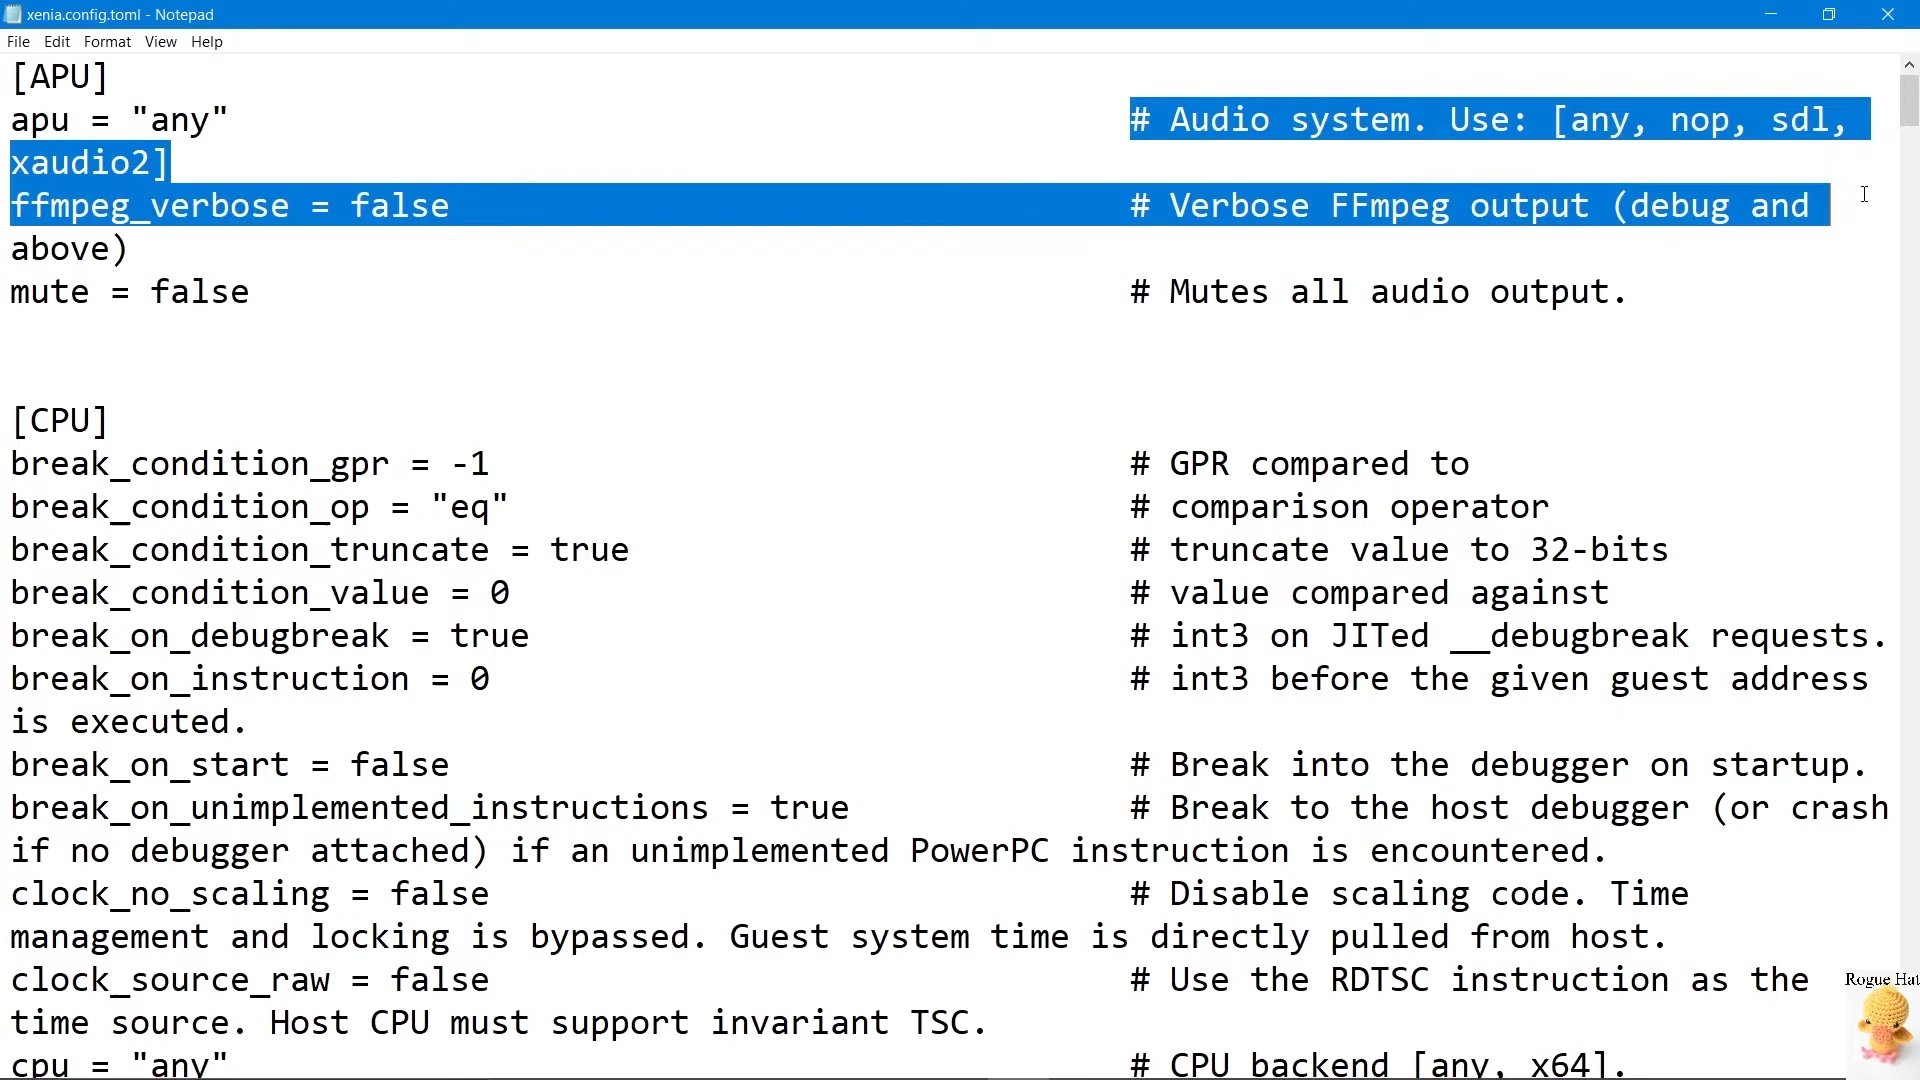 xenia.config.toml - Notepad
File Edit Format View Help
[APU]
apu = "any" # Audio system. Use: [any, nop, sdl,
xaudio2]
ffmpeg_verbose = false # Verbose FFmpeg output (debug and
above)
mute = false # Mutes all audio output.
[CPU]
break_condition_gpr = -1 # GPR compared to
break_condition_op = "eq" # comparison operator
break_condition_truncate = true # truncate value to 32-bits
break_condition_value = 0 # value compared against
break_on_debugbreak = true # int3 on JITed __debugbreak requests.
break_on_instruction = 0 # int3 before the given guest address
is executed.
break_on_start = false # Break into the debugger on startup.
break_on_unimplemented_instructions = true # Break to the host debugger (or crash
if no debugger attached) if an unimplemented PowerPC instruction is encountered.
clock_no_scaling = false # Disable scaling code. Time
management and locking is bypassed. Guest system time is directly pulled from host.
clock_source_raw = false # Use the RDTSC instruction as the
time source. Host CPU must support invariant TSC.
cpu = "any" # CPU backend [any, x64].
Rogue Hat